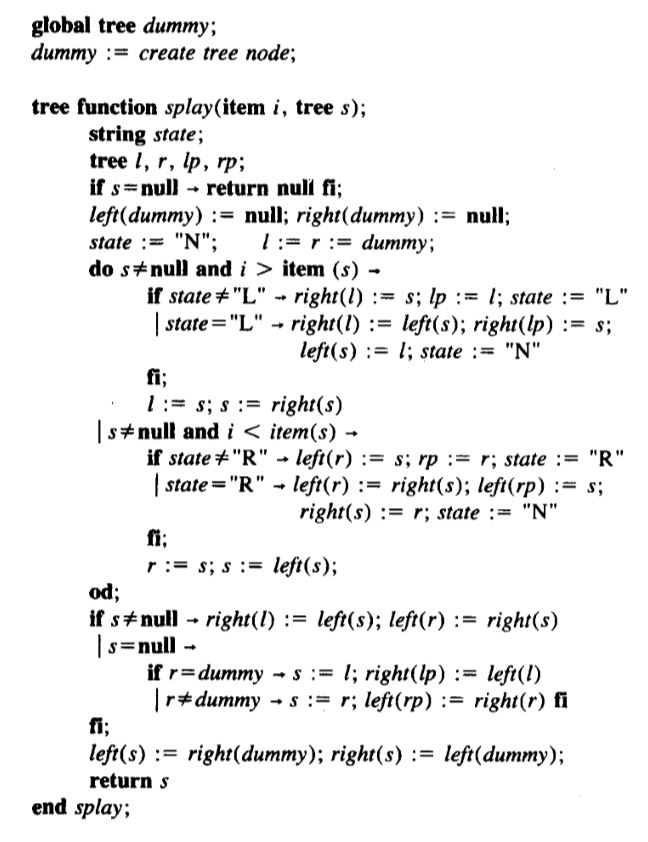 global tree dummy;
dummy := create tree node;
tree function splay(item i, tree s);
string state;
tree l, r, lp, rp;
if s=null → return null fi;
left(dummy) := null; right(dummy) := null;
state := "N"; l := r := dummy;
do s≠null and i > item (s) →
if state≠"L" → right(l) := s; lp := l; state := "L"
| state="L" → right(l) := left(s); right(lp) := s;
left(s) := l; state := "N"
fi;
l := s; s := right(s)
| s≠null and i < item(s) →
if state≠"R" → left(r) := s; rp := r; state := "R"
| state="R" → left(r) := right(s); left(rp) := s;
right(s) := r; state := "N"
fi;
r := s; s := left(s);
od;
if s≠null → right(l) := left(s); left(r) := right(s)
| s=null →
if r=dummy → s := l; right(lp) := left(l)
| r≠dummy → s := r; left(rp) := right(r) fi
fi;
left(s) := right(dummy); right(s) := left(dummy);
return s
end splay;